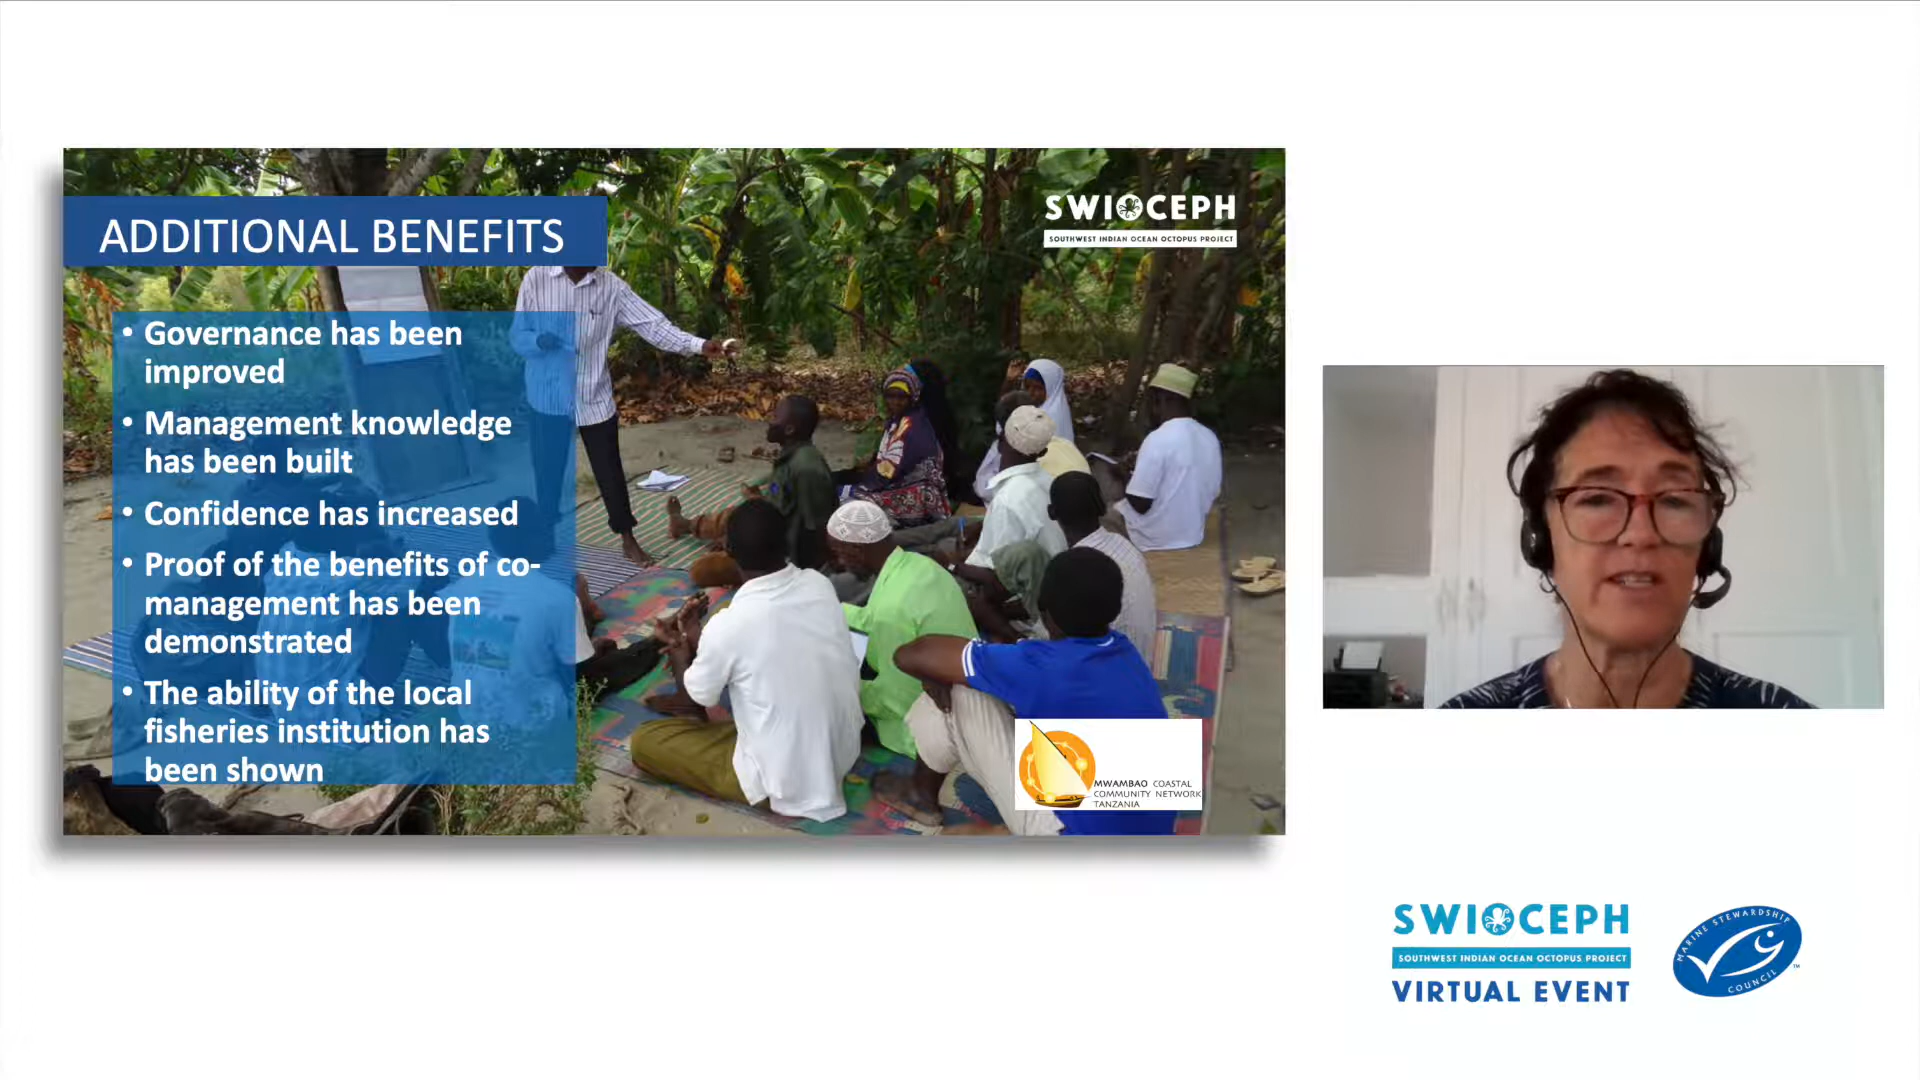 ADDITIONAL BENEFITS
SWIOCEPH
SOUTHWEST INDIAN OCEAN OCTOPUS PROJECT
• Governance has been
improved
• Management knowledge
has been built
• Confidence has increased
• Proof of the benefits of co-
management has been
demonstrated
• The ability of the local
fisheries institution has
been shown
MWAMBAO COASTAL
COMMUNITY NETWORK
TANZANIA
SWIOCEPH
SOUTHWEST INDIAN OCEAN OCTOPUS PROJECT
VIRTUAL EVENT
MARINE STEWARDSHIP
COUNCIL
TM